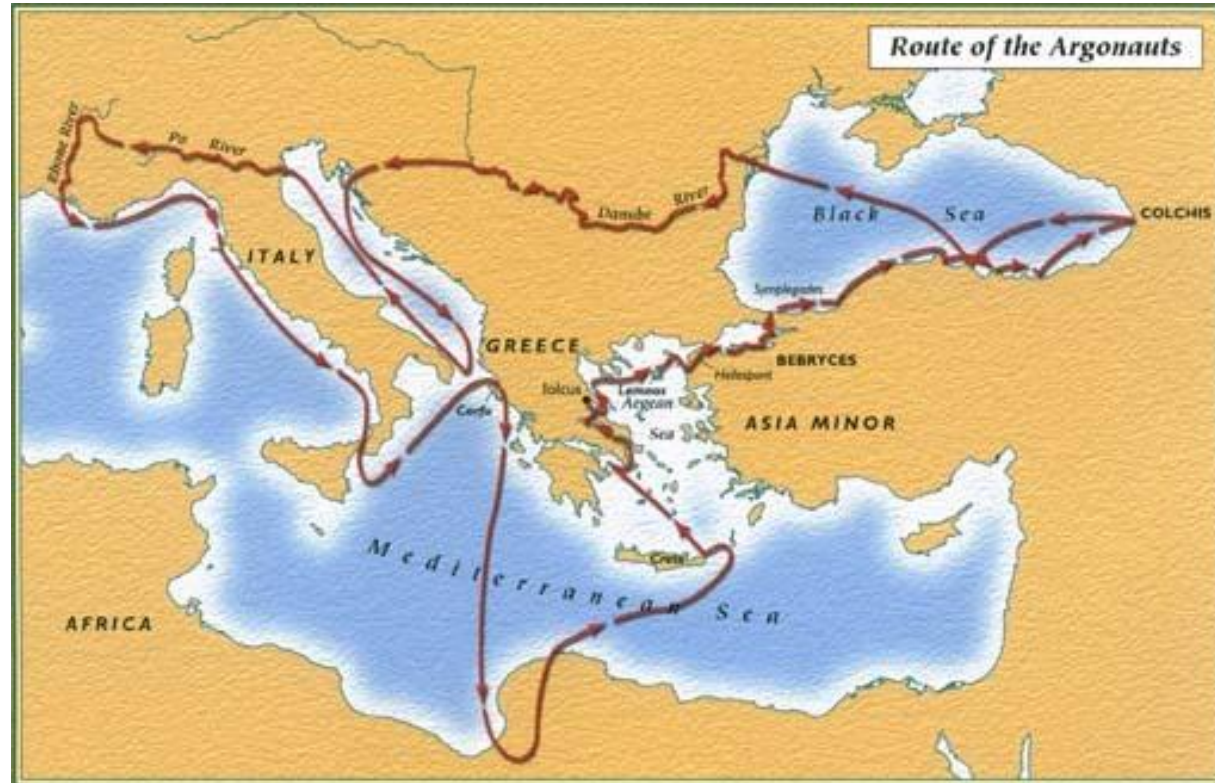 Route of the Argonauts
Rhone River
Po River
Danube River
Black Sea
COLCHIS
ITALY
Symplegades
GREECE
BEBRYCES
Hellespont
Iolcus
Lemnos
Aegean
Sea
Corfu
ASIA MINOR
Crete
Mediterranean Sea
AFRICA